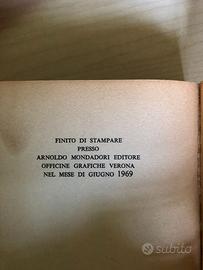 FINITO DI STAMPARE
PRESSO
ARNOLDO MONDADORI EDITORE
OFFICINE GRAFICHE VERONA
NEL MESE DI GIUGNO 1969
subito